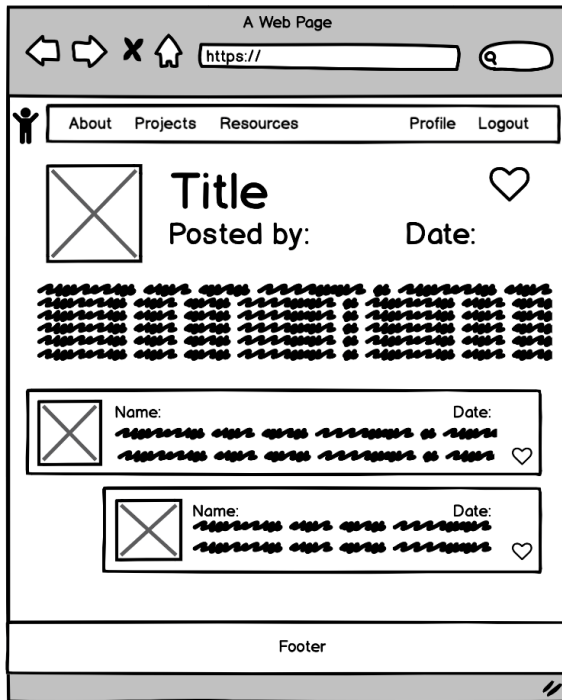 A Web Page
https://
About Projects Resources Profile Logout
Title
Posted by: Date:
Name: Date:
Name: Date:
Footer